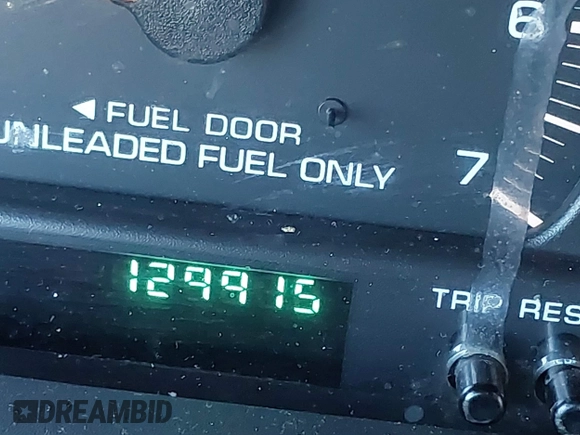 6
◄ FUEL DOOR
UNLEADED FUEL ONLY
7
129915
TRIP RES
DREAMBID